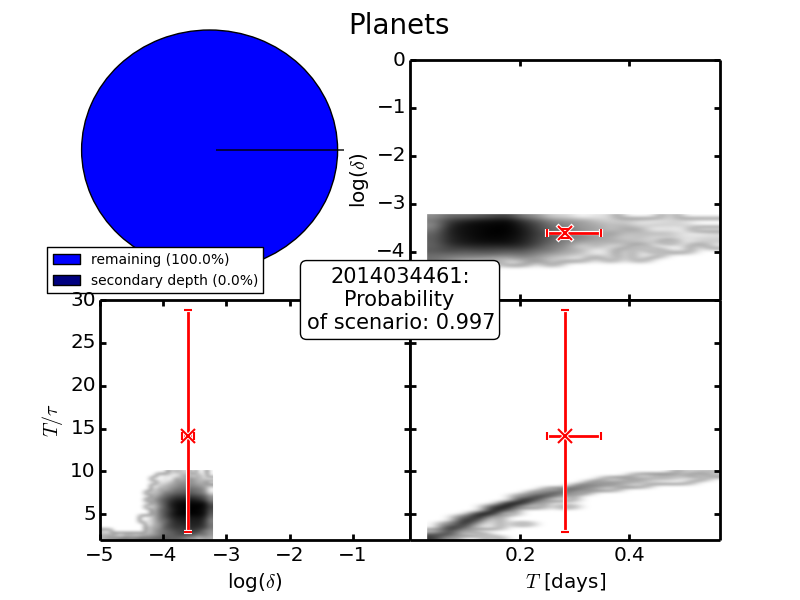 Planets
0
−1
−2
−3
−4
log(δ)
remaining (100.0%)
secondary depth (0.0%)
2014034461:
Probability
of scenario: 0.997
30
25
20
15
10
5
T/τ
−5 −4 −3 −2 −1
log(δ)
0.2 0.4
T [days]